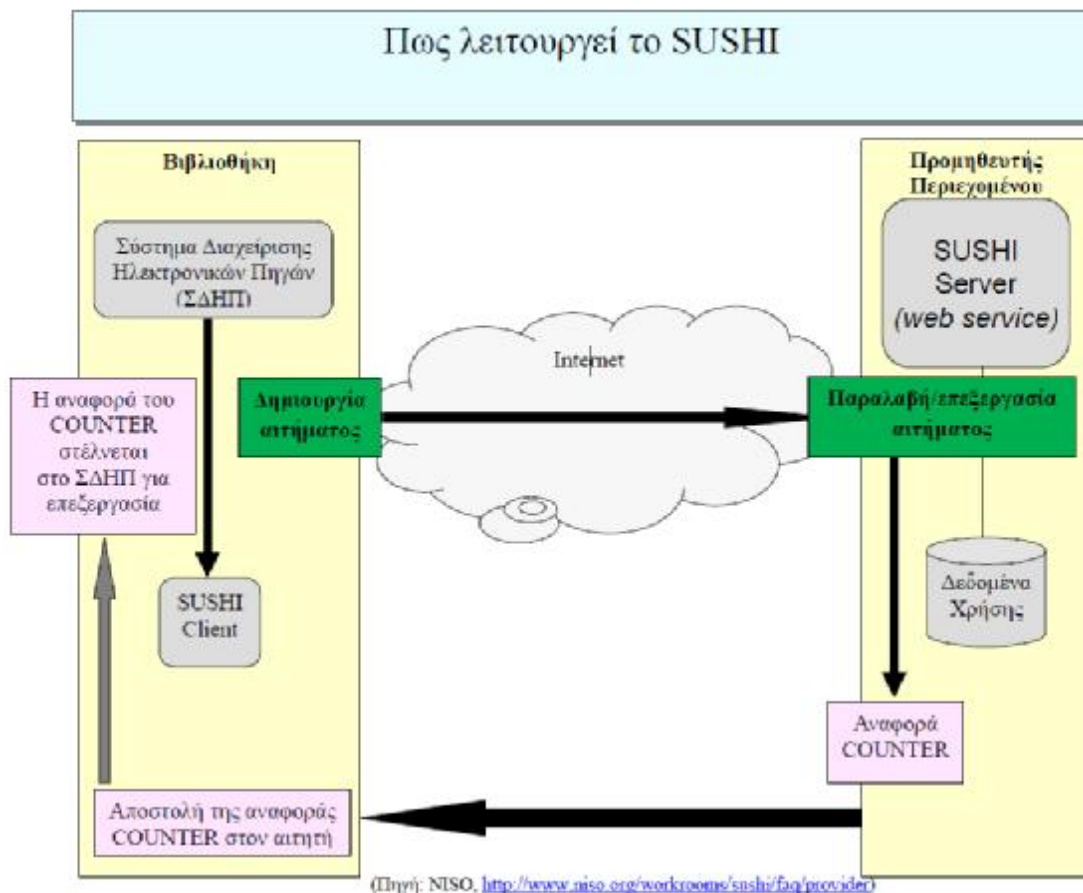 Πως λειτουργεί το SUSHI
Βιβλιοθήκη
Σύστημα Διαχείρισης
Ηλεκτρονικών Πηγών
(ΣΔΗΠ)
Η αναφορά του
COUNTER
στέλνεται
στο ΣΔΗΠ για
επεξεργασία
Δημιουργία
αιτήματος
SUSHI
Client
Αποστολή της αναφοράς
COUNTER στον αιτητή
Internet
Προμηθευτής
Περιεχομένου
SUSHI
Server
(web service)
Παραλαβή/επεξεργασία
αιτήματος
Δεδομένα
Χρήσης
Αναφορά
COUNTER
(Πηγή: NISO, http://www.niso.org/workrooms/sushi/faq/provider)